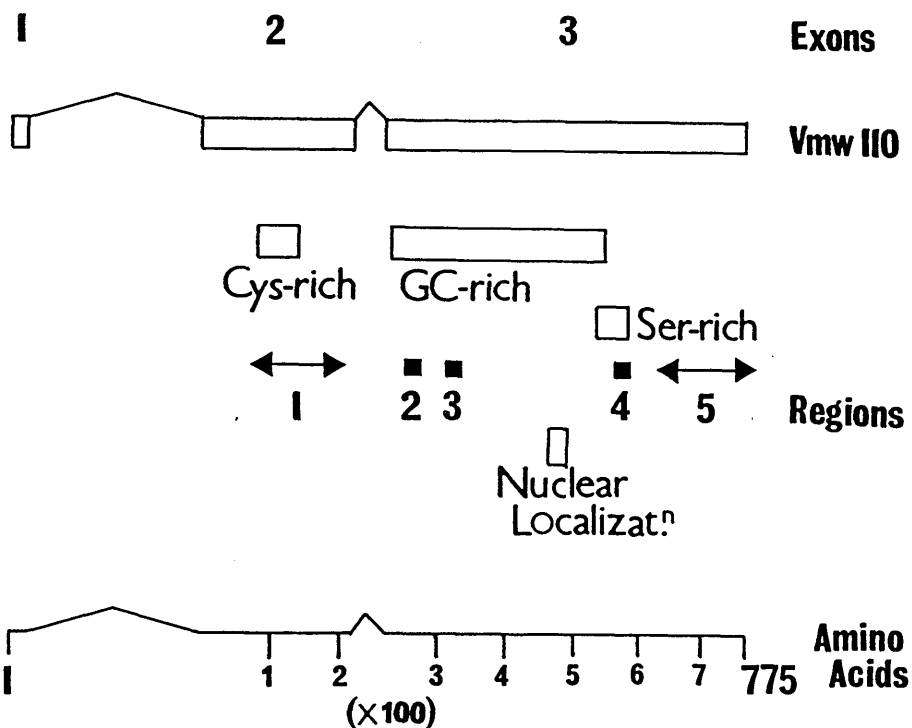 1 2 3 Exons
Vmw 110
Cys-rich GC-rich
Ser-rich
1 2 3 4 5 Regions
Nuclear
Localizat.ⁿ
1 1 2 3 4 5 6 7 775 Amino Acids
(×100)